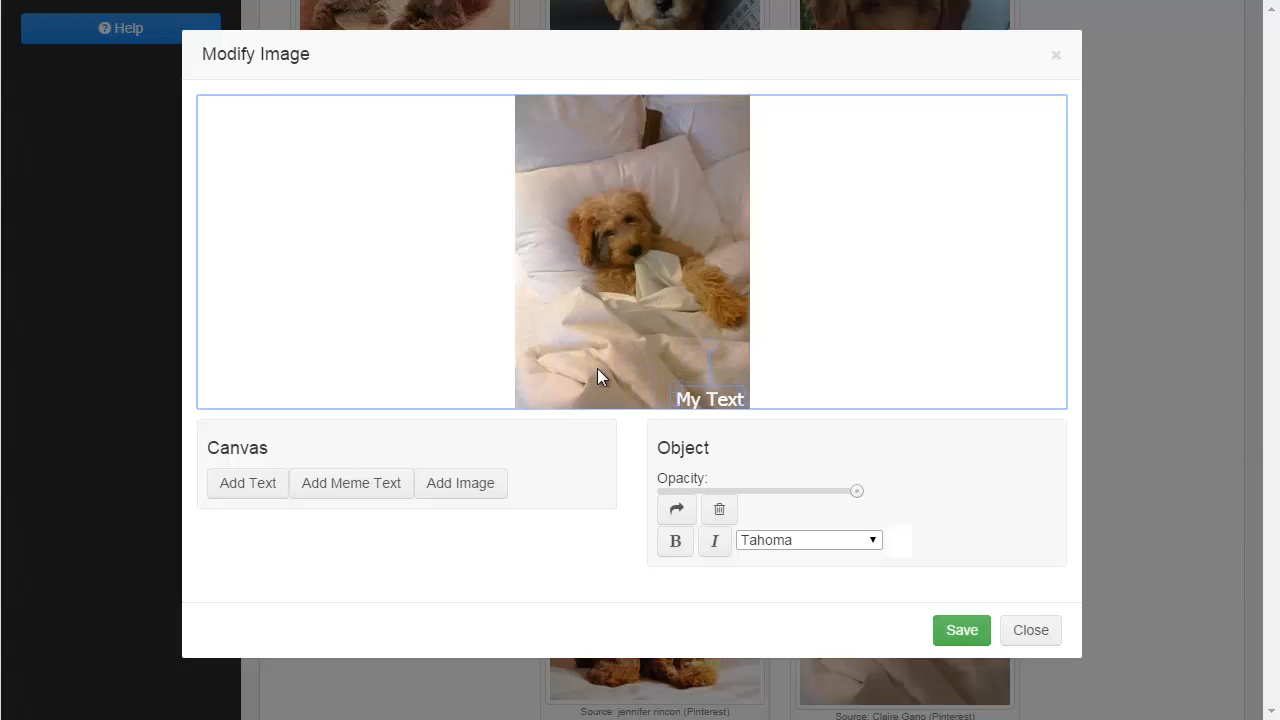 Help
Modify Image
×
My Text
Canvas
Add Text
Add Meme Text
Add Image
Object
Opacity:
B
I
Tahoma
Save
Close
Source: jennifer rincon (Pinterest)
Source: Claire Gano (Pinterest)